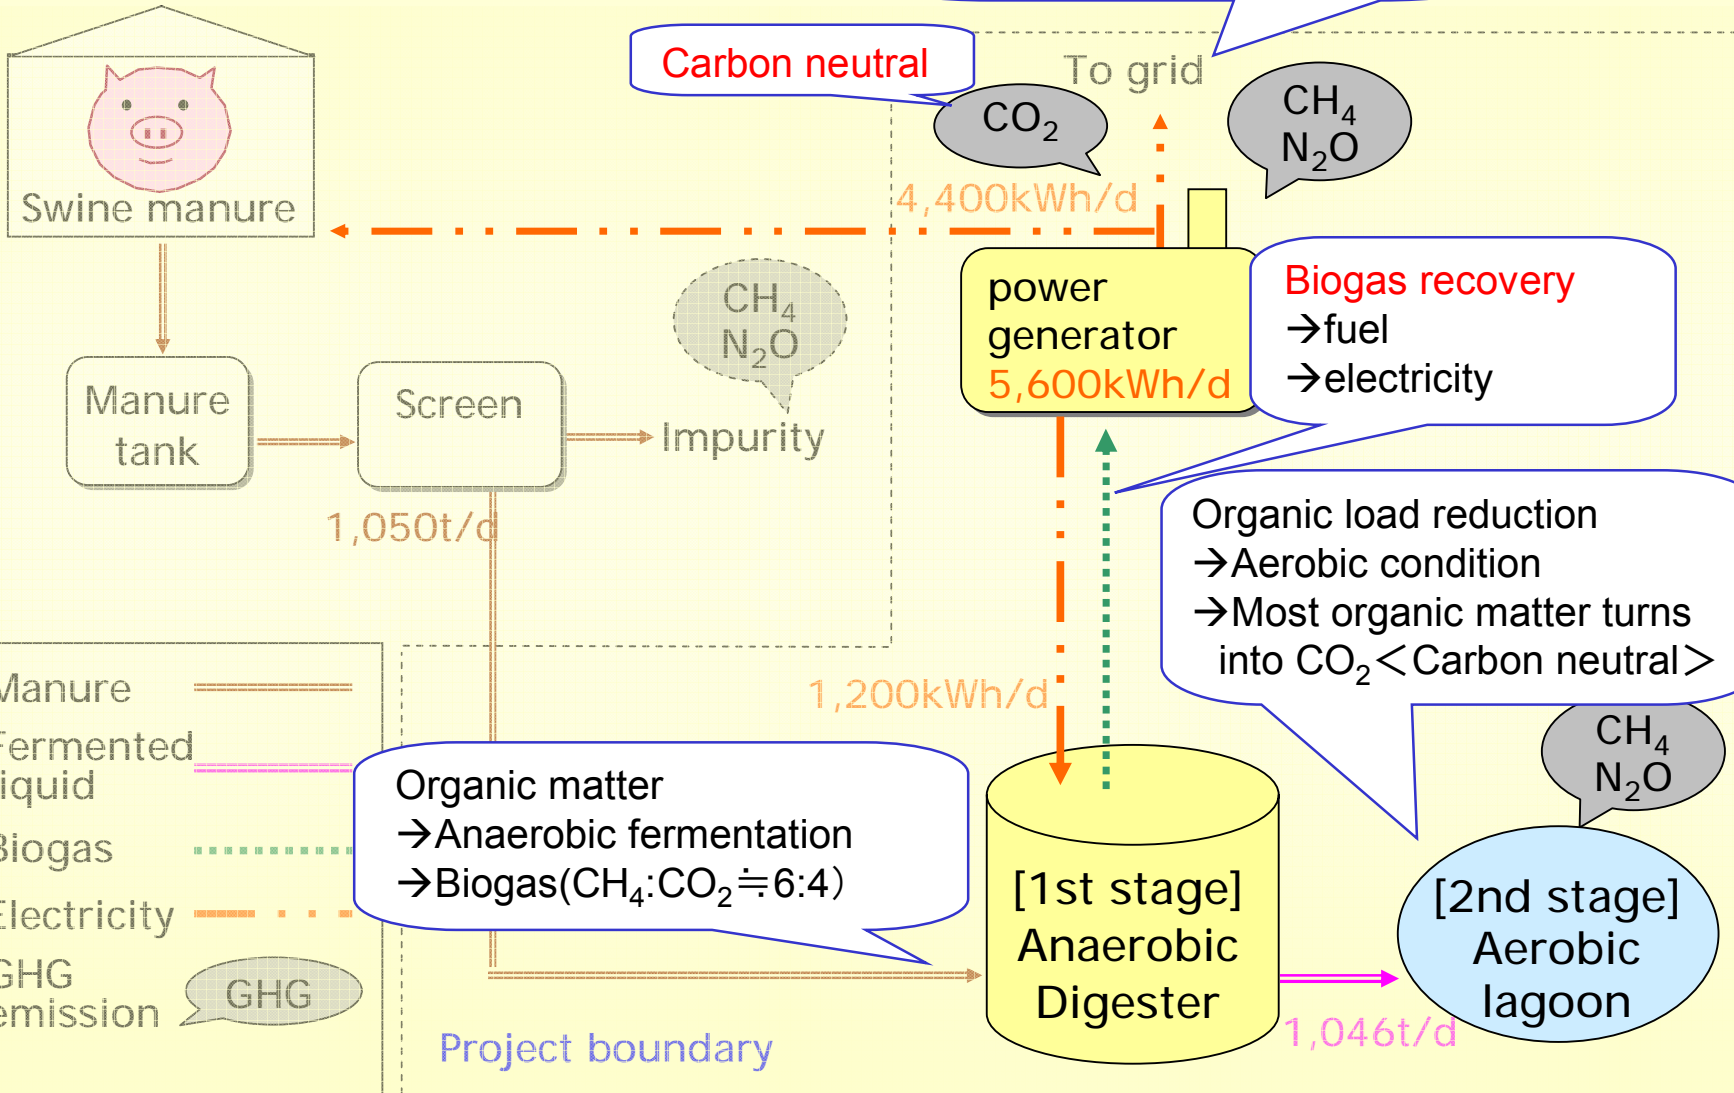 Carbon neutral
To grid
CO₂
CH₄
N₂O
Swine manure
4,400kWh/d
power
generator
5,600kWh/d
Biogas recovery
→fuel
→electricity
CH₄
N₂O
Manure
tank
Screen
Impurity
1,050t/d
Organic load reduction
→Aerobic condition
→Most organic matter turns
into CO₂＜Carbon neutral＞
1,200kWh/d
CH₄
N₂O
Manure
Fermented
liquid
Biogas
Electricity
GHG
emission
GHG
Organic matter
→Anaerobic fermentation
→Biogas(CH₄:CO₂≒6:4)
[1st stage]
Anaerobic
Digester
[2nd stage]
Aerobic
lagoon
1,046t/d
Project boundary